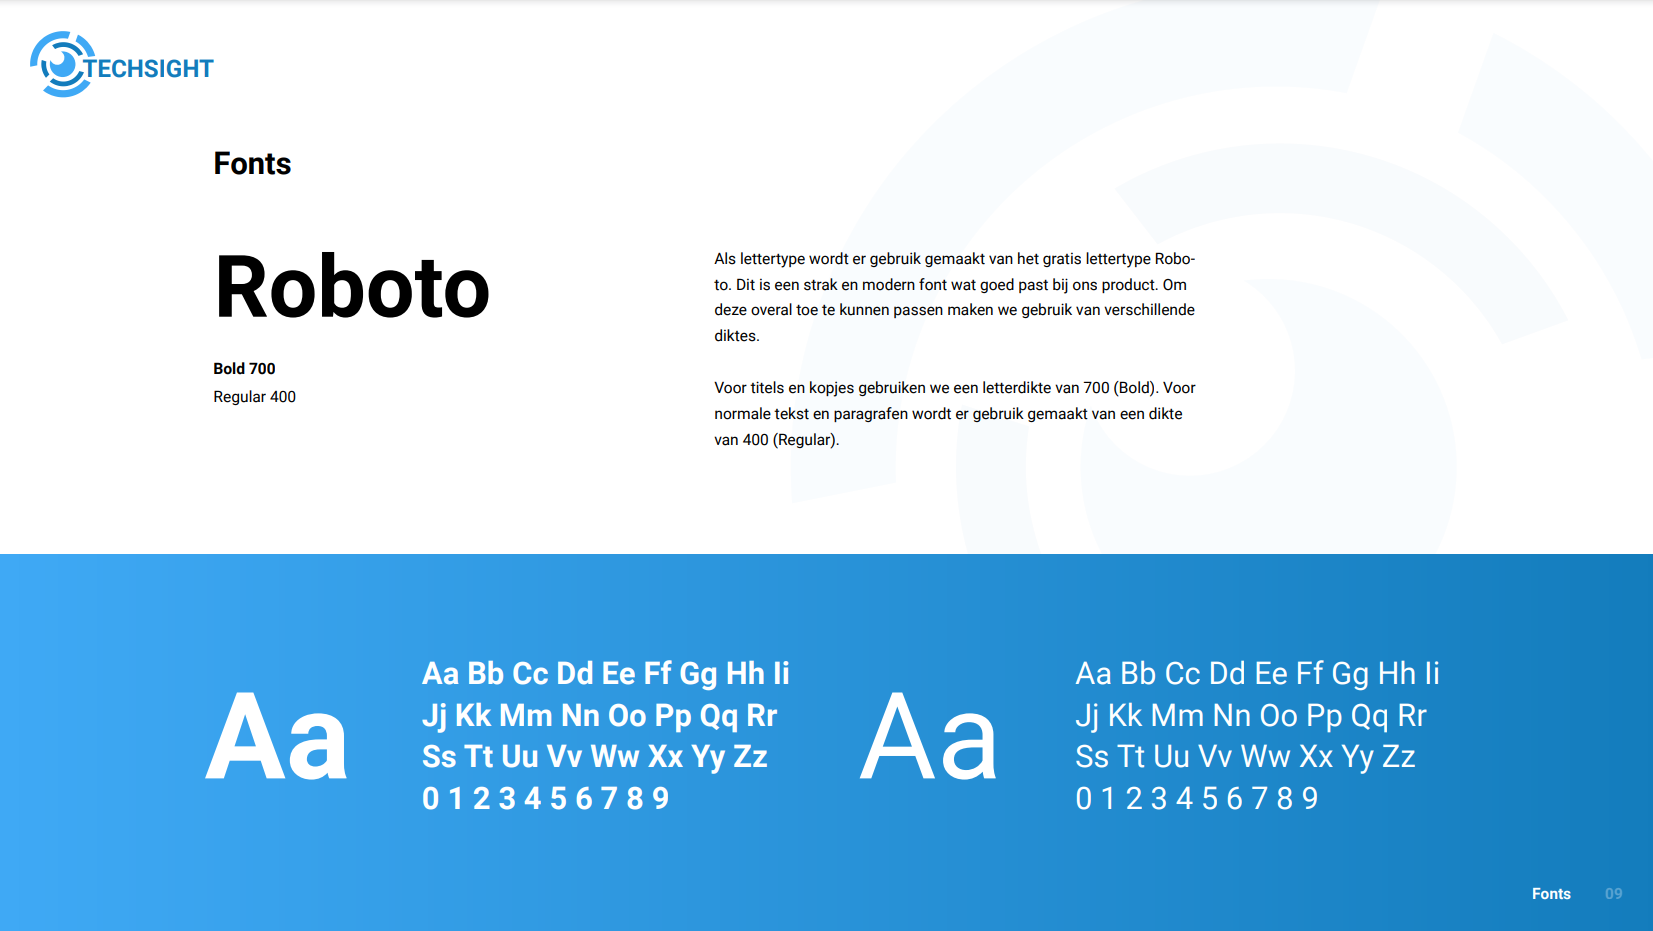 TECHSIGHT
Fonts
Roboto
Bold 700
Regular 400
Als lettertype wordt er gebruik gemaakt van het gratis lettertype Robo-
to. Dit is een strak en modern font wat goed past bij ons product. Om
deze overal toe te kunnen passen maken we gebruik van verschillende
diktes.
Voor titels en kopjes gebruiken we een letterdikte van 700 (Bold). Voor
normale tekst en paragrafen wordt er gebruik gemaakt van een dikte
van 400 (Regular).
Aa
Aa Bb Cc Dd Ee Ff Gg Hh Ii
Jj Kk Mm Nn Oo Pp Qq Rr
Ss Tt Uu Vv Ww Xx Yy Zz
0 1 2 3 4 5 6 7 8 9
Aa
Aa Bb Cc Dd Ee Ff Gg Hh Ii
Jj Kk Mm Nn Oo Pp Qq Rr
Ss Tt Uu Vv Ww Xx Yy Zz
0 1 2 3 4 5 6 7 8 9
Fonts 09